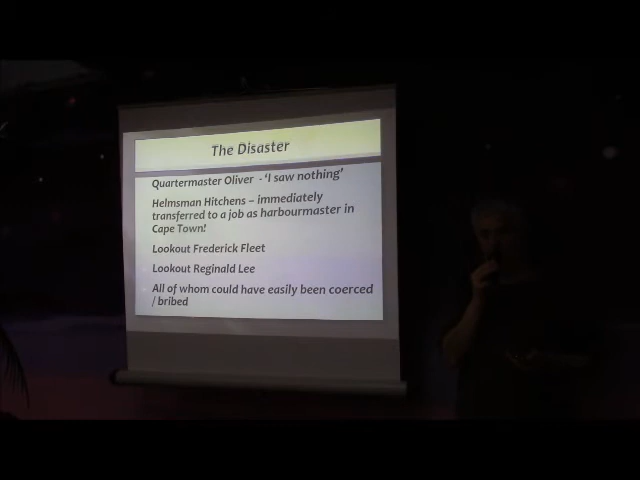 The Disaster
Quartermaster Oliver - 'I saw nothing'
Helmsman Hitchens – immediately
transferred to a job as harbourmaster in
Cape Town!
Lookout Frederick Fleet
Lookout Reginald Lee
All of whom could have easily been coerced
/ bribed